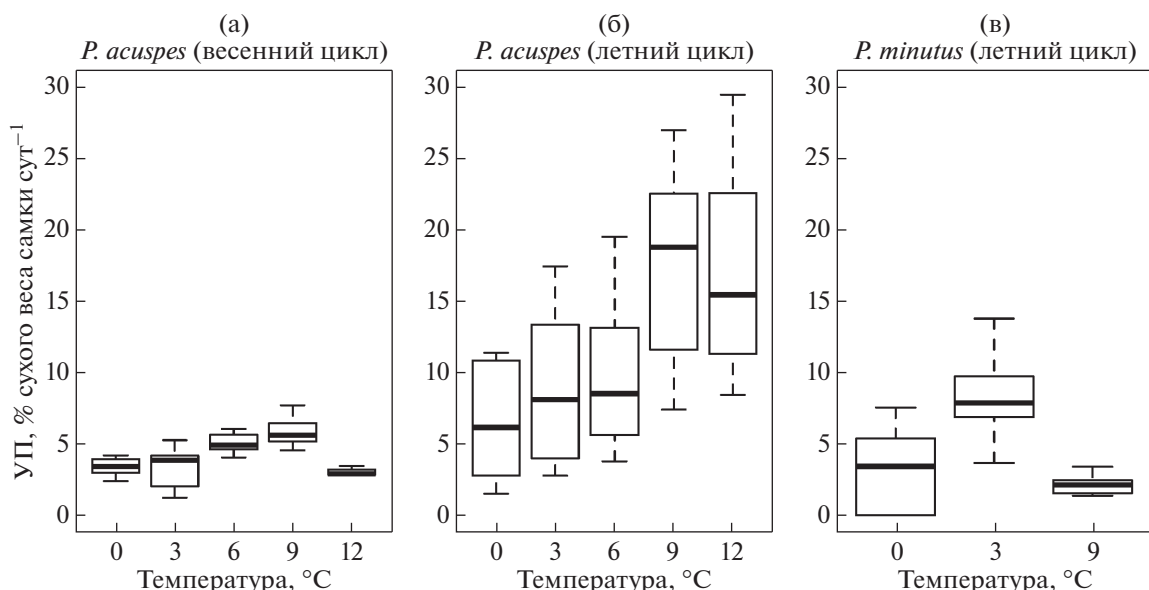 (а)
P. acuspes (весенний цикл)
30
25
20
15
10
5
0
УП, % сухого веса самки сут⁻¹
0 3 6 9 12
Температура, °C
(б)
P. acuspes (летний цикл)
30
25
20
15
10
5
0
0 3 6 9 12
Температура, °C
(в)
P. minutus (летний цикл)
30
25
20
15
10
5
0
0 3 9
Температура, °C